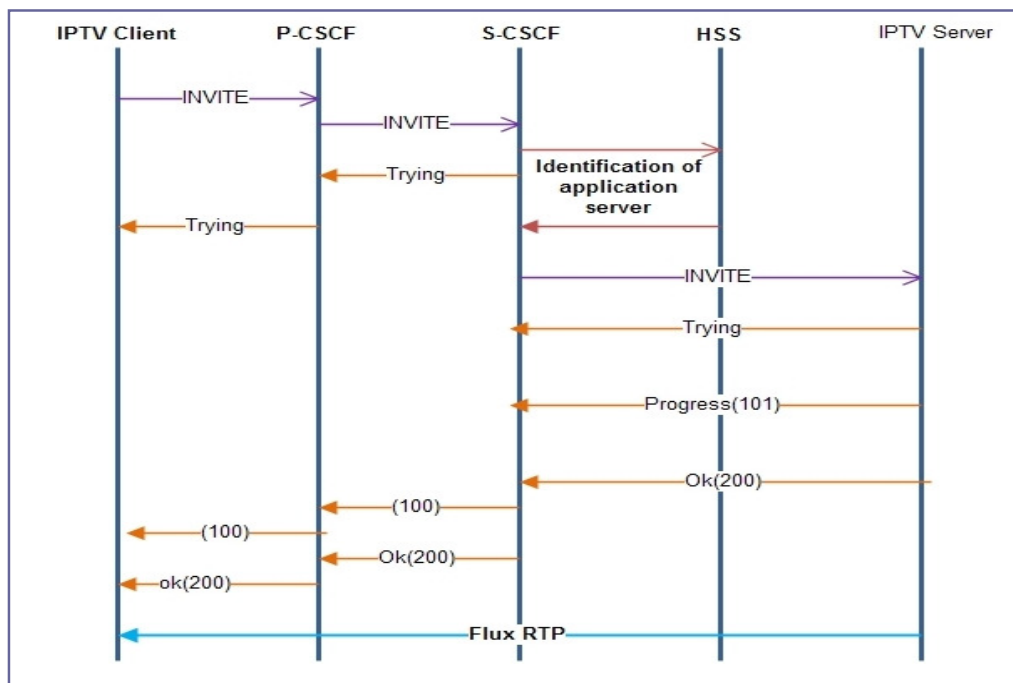 IPTV Client P-CSCF S-CSCF HSS IPTV Server
INVITE
INVITE
Identification of
application
server
Trying
Trying
INVITE
Trying
Progress(101)
Ok(200)
(100)
(100)
Ok(200)
ok(200)
Flux RTP